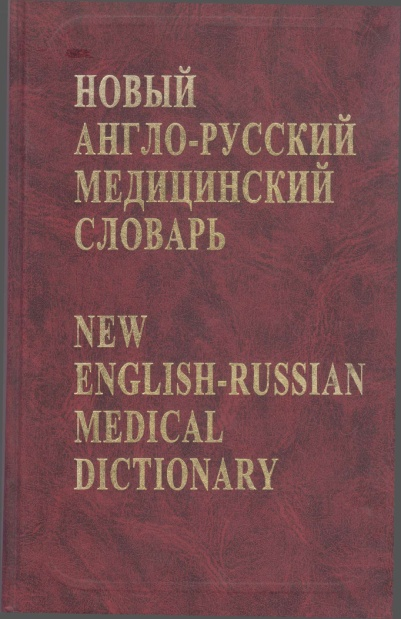 НОВЫЙ
АНГЛО-РУССКИЙ
МЕДИЦИНСКИЙ
СЛОВАРЬ
NEW
ENGLISH-RUSSIAN
MEDICAL
DICTIONARY